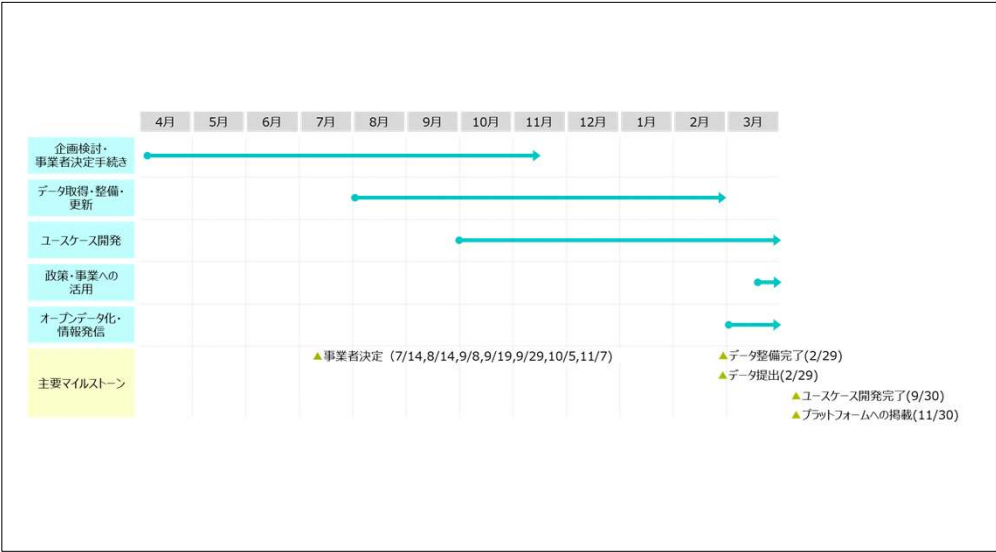 4月 5月 6月 7月 8月 9月 10月 11月 12月 1月 2月 3月
企画検討・
事業者決定手続き
データ取得・整備・
更新
ユースケース開発
政策・事業への
活用
オープンデータ化・
情報発信
主要マイルストーン
▲事業者決定（7/14,8/14,9/8,9/19,9/29,10/5,11/7)
▲データ整備完了(2/29)
▲データ提出(2/29)
▲ユースケース開発完了(9/30)
▲プラットフォームへの掲載(11/30)